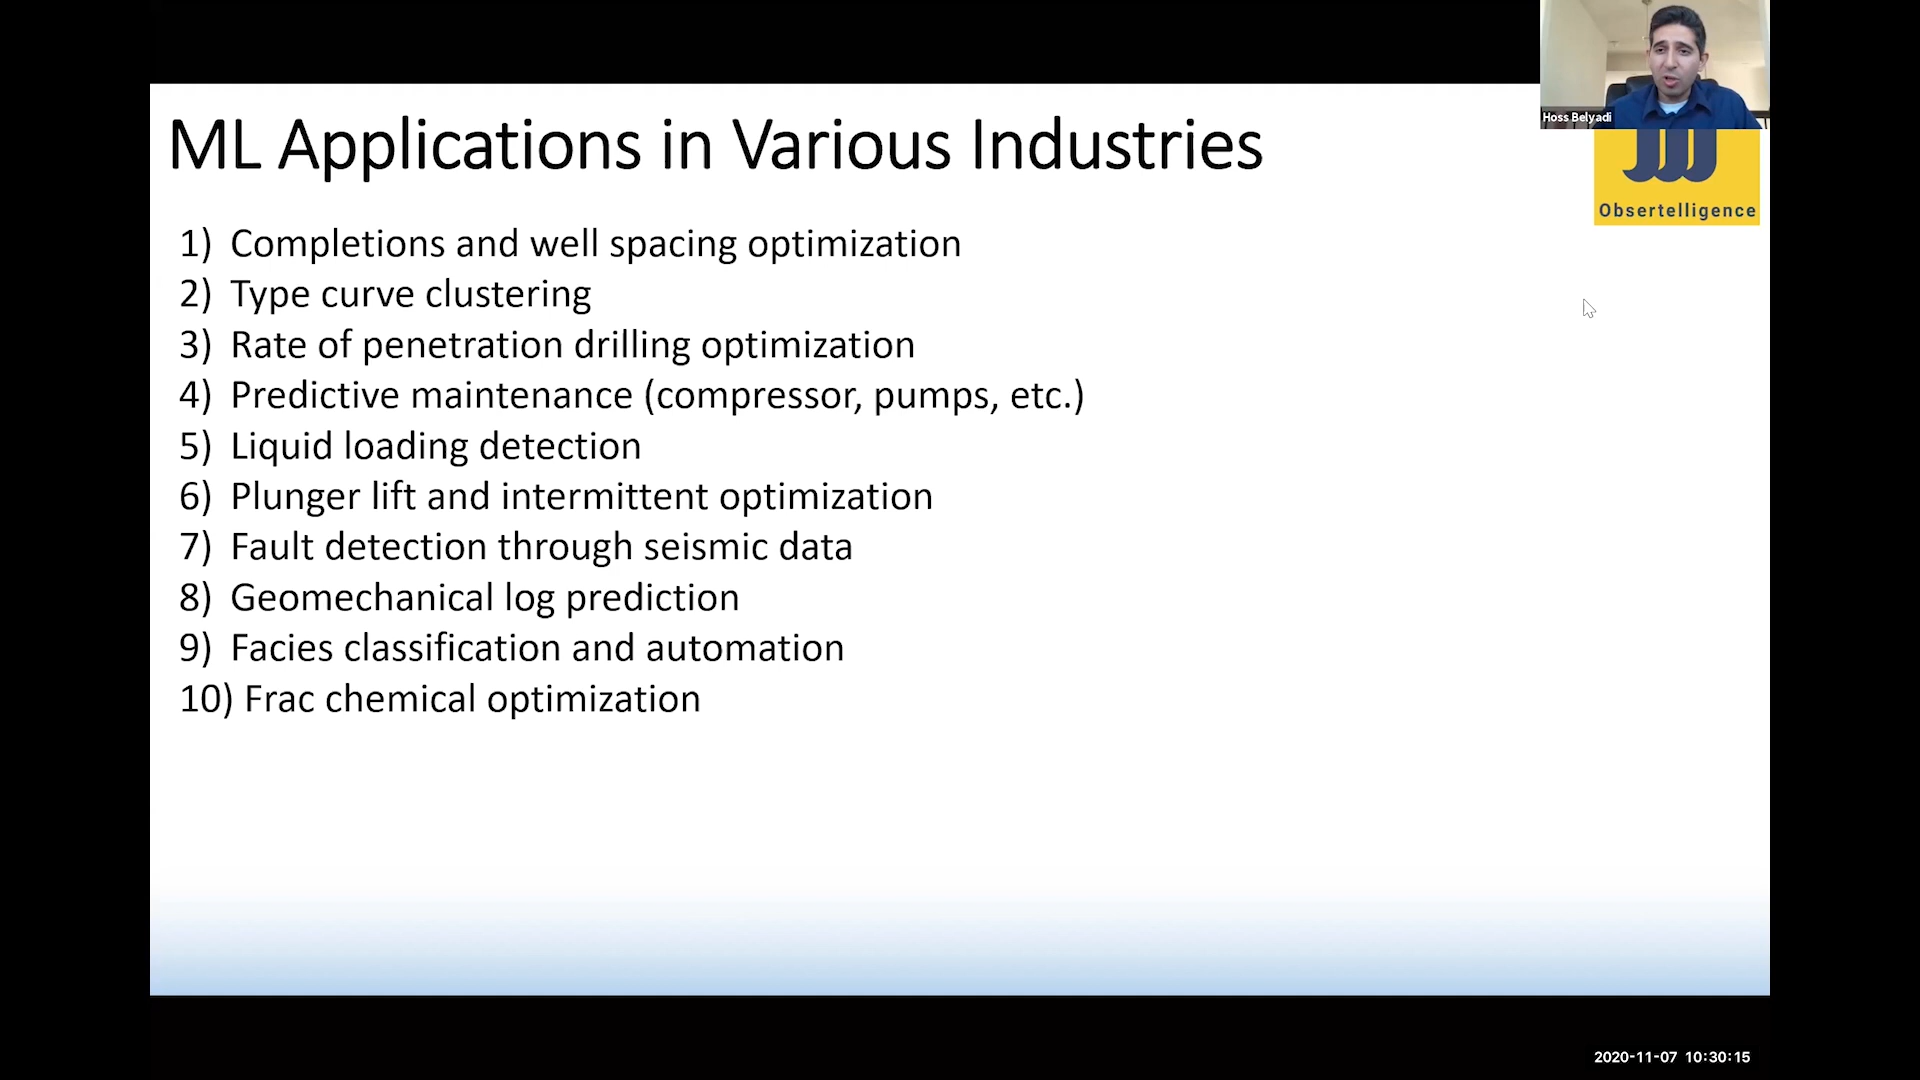 Hoss Belyadi
ML Applications in Various Industries
Obsertelligence
1) Completions and well spacing optimization
2) Type curve clustering
3) Rate of penetration drilling optimization
4) Predictive maintenance (compressor, pumps, etc.)
5) Liquid loading detection
6) Plunger lift and intermittent optimization
7) Fault detection through seismic data
8) Geomechanical log prediction
9) Facies classification and automation
10) Frac chemical optimization
2020-11-07 10:30:15